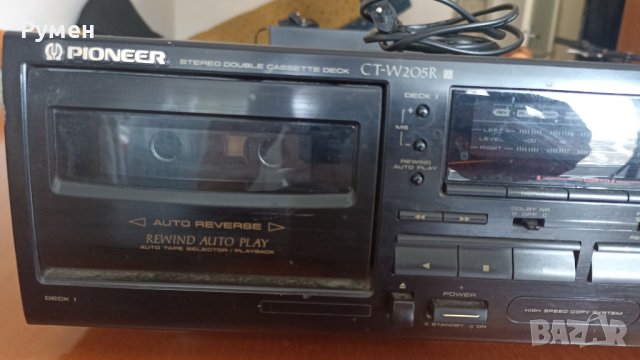 Румен
PIONEER
STEREO DOUBLE CASSETTE DECK CT-W205R
DECK I
+
MS
-
REWIND
AUTO PLAY
LEFT
LEVEL
RIGHT
◁ AUTO REVERSE ▷
REWIND AUTO PLAY
AUTO TAPE SELECTOR / PLAYBACK
DOLBY NR
B OFF C
DECK 1
POWER
STANDBY ON
HIGH SPEED COPY SYSTEM
BAZAR
bg